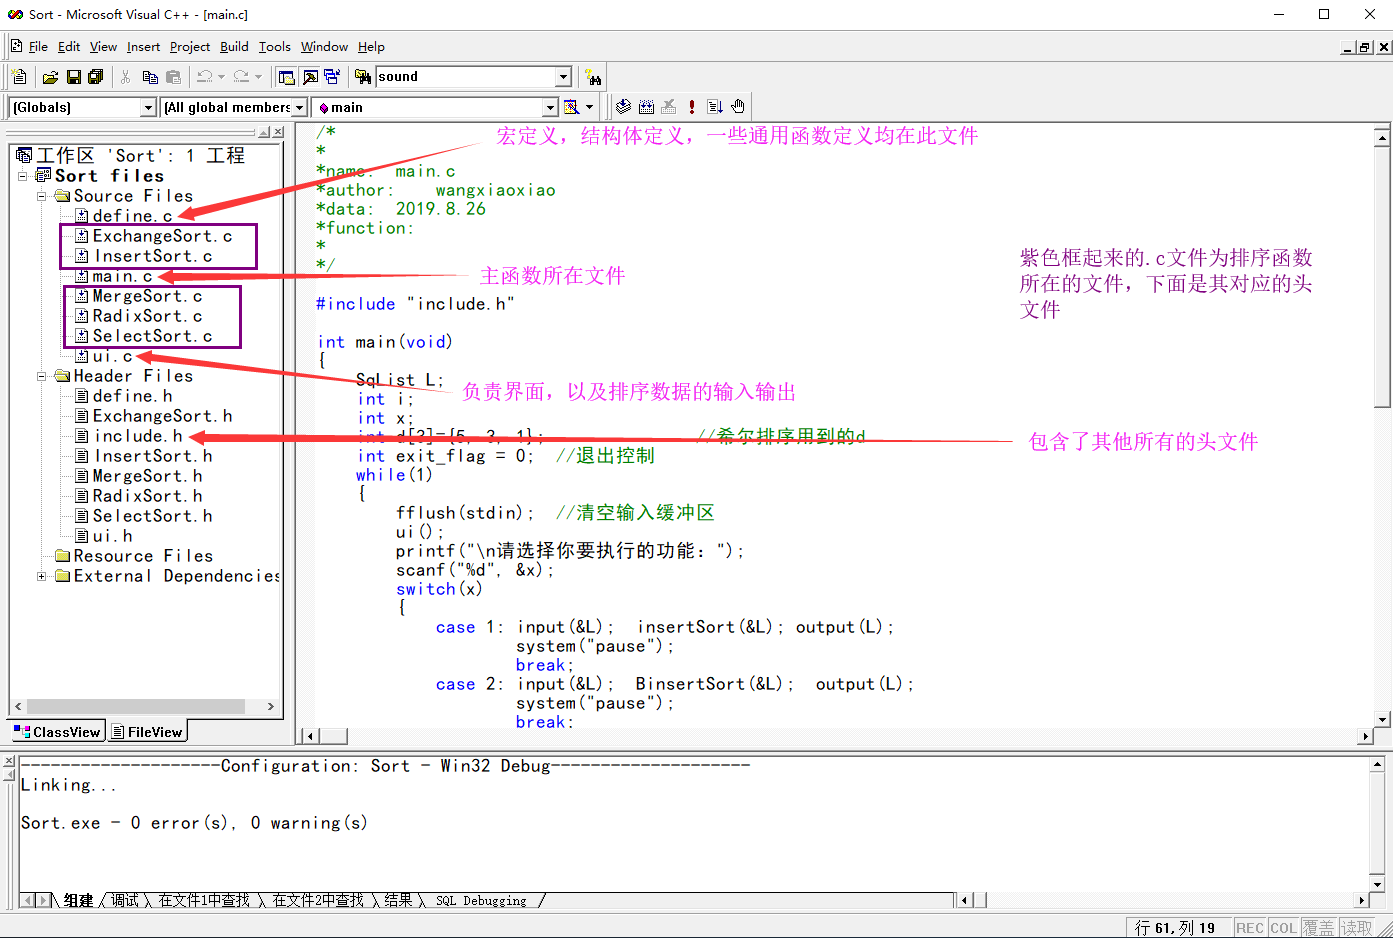 Sort - Microsoft Visual C++ - [main.c]
File Edit View Insert Project Build Tools Window Help
sound
(Globals) (All global members main
工作区 'Sort': 1 工程
Sort files
Source Files
define.c
ExchangeSort.c
InsertSort.c
main.c
MergeSort.c
RadixSort.c
SelectSort.c
ui.c
Header Files
define.h
ExchangeSort.h
include.h
InsertSort.h
MergeSort.h
RadixSort.h
SelectSort.h
ui.h
Resource Files
External Dependencies
ClassView FileView
/*
*
*name: main.c
*author: wangxiaoxiao
*data: 2019.8.26
*function:
*
*/
#include "include.h"
int main(void)
{
SqList L;
int i;
int x;
int d[3]={5, 3, 1}; //希尔排序用到的d
int exit_flag = 0; //退出控制
while(1)
{
fflush(stdin); //清空输入缓冲区
ui();
printf("\n请选择你要执行的功能: ");
scanf("%d", &x);
switch(x)
{
case 1: input(&L); insertSort(&L); output(L);
system("pause");
break;
case 2: input(&L); BinsertSort(&L); output(L);
system("pause");
break;
宏定义，结构体定义，一些通用函数定义均在此文件
主函数所在文件
紫色框起来的.c文件为排序函数
所在的文件，下面是其对应的头
文件
负责界面，以及排序数据的输入输出
包含了其他所有的头文件
--------------------Configuration: Sort - Win32 Debug--------------------
Linking...
Sort.exe - 0 error(s), 0 warning(s)
组建 调试 在文件1中查找 在文件2中查找 结果 SQL Debugging
行 61,列 19 REC COL 覆盖 读取